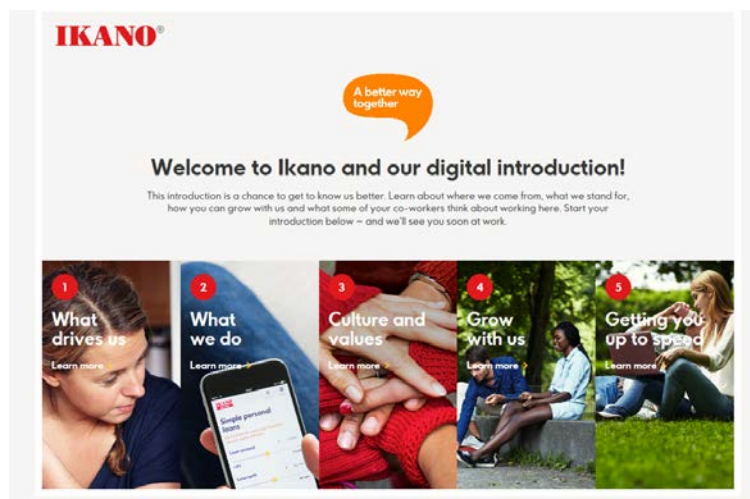 IKANO®
A better way
together
Welcome to Ikano and our digital introduction!
This introduction is a chance to get to know us better. Learn about where we come from, what we stand for,
how you can grow with us and what some of your co-workers think about working here. Start your
introduction below – and we'll see you soon at work.
1
What
drives us
Learn more
2
What
we do
Learn more >
IKANO
Simple personal
loans
3
Culture and
values
Learn more >
4
Grow
with us
Learn more >
5
Getting you
up to speed
Learn more >